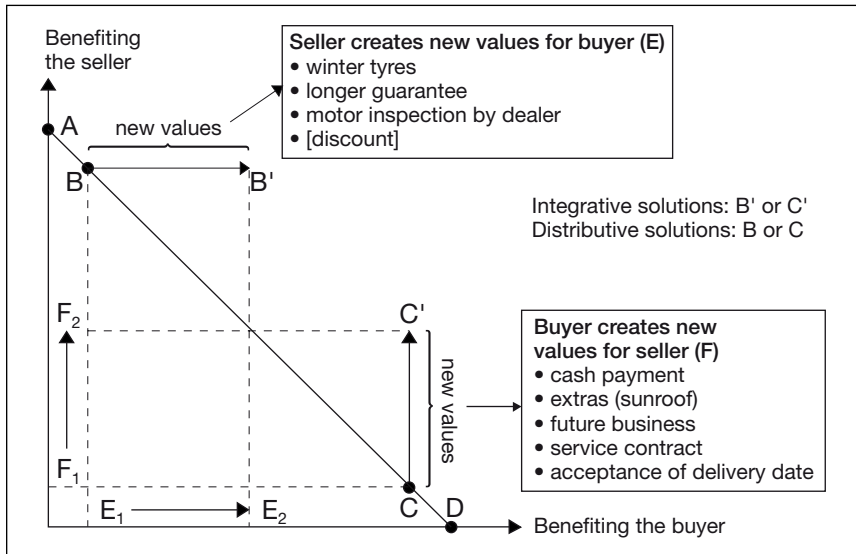 Benefiting
the seller
Seller creates new values for buyer (E)
• winter tyres
• longer guarantee
• motor inspection by dealer
• [discount]
A
new values
B
B'
Integrative solutions: B' or C'
Distributive solutions: B or C
F2
C'
Buyer creates new
values for seller (F)
• cash payment
• extras (sunroof)
• future business
• service contract
• acceptance of delivery date
new values
F1
E1
E2
C
D
Benefiting the buyer